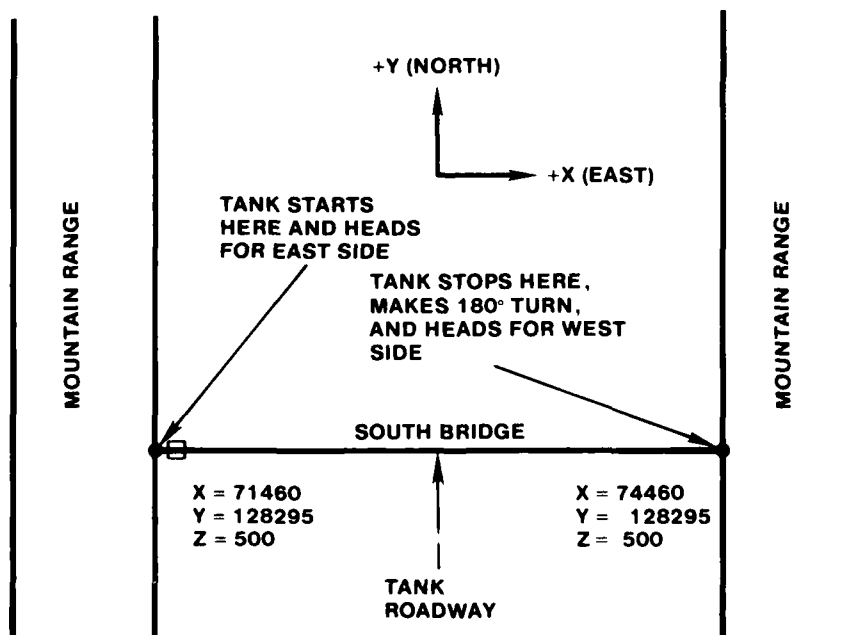 +Y (NORTH)
+X (EAST)
TANK STARTS
HERE AND HEADS
FOR EAST SIDE
TANK STOPS HERE,
MAKES 180° TURN,
AND HEADS FOR WEST
SIDE
MOUNTAIN RANGE
MOUNTAIN RANGE
SOUTH BRIDGE
X = 71460
Y = 128295
Z = 500
X = 74460
Y = 128295
Z = 500
TANK
ROADWAY